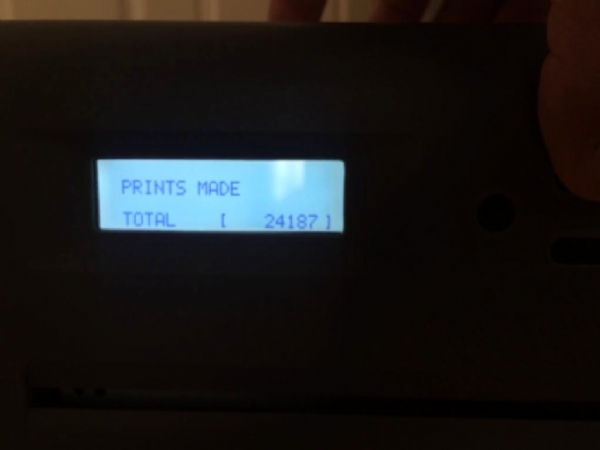 PRINTS MADE
TOTAL [ 24187]